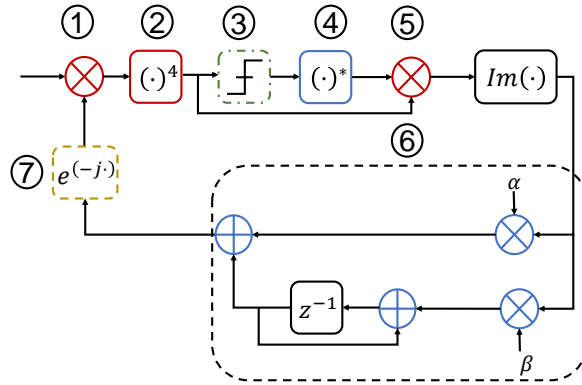 ① ② ③ ④ ⑤
(·)⁴ (·)* Im(·)
⑥
⑦ e^(−j·)
α
z⁻¹
β